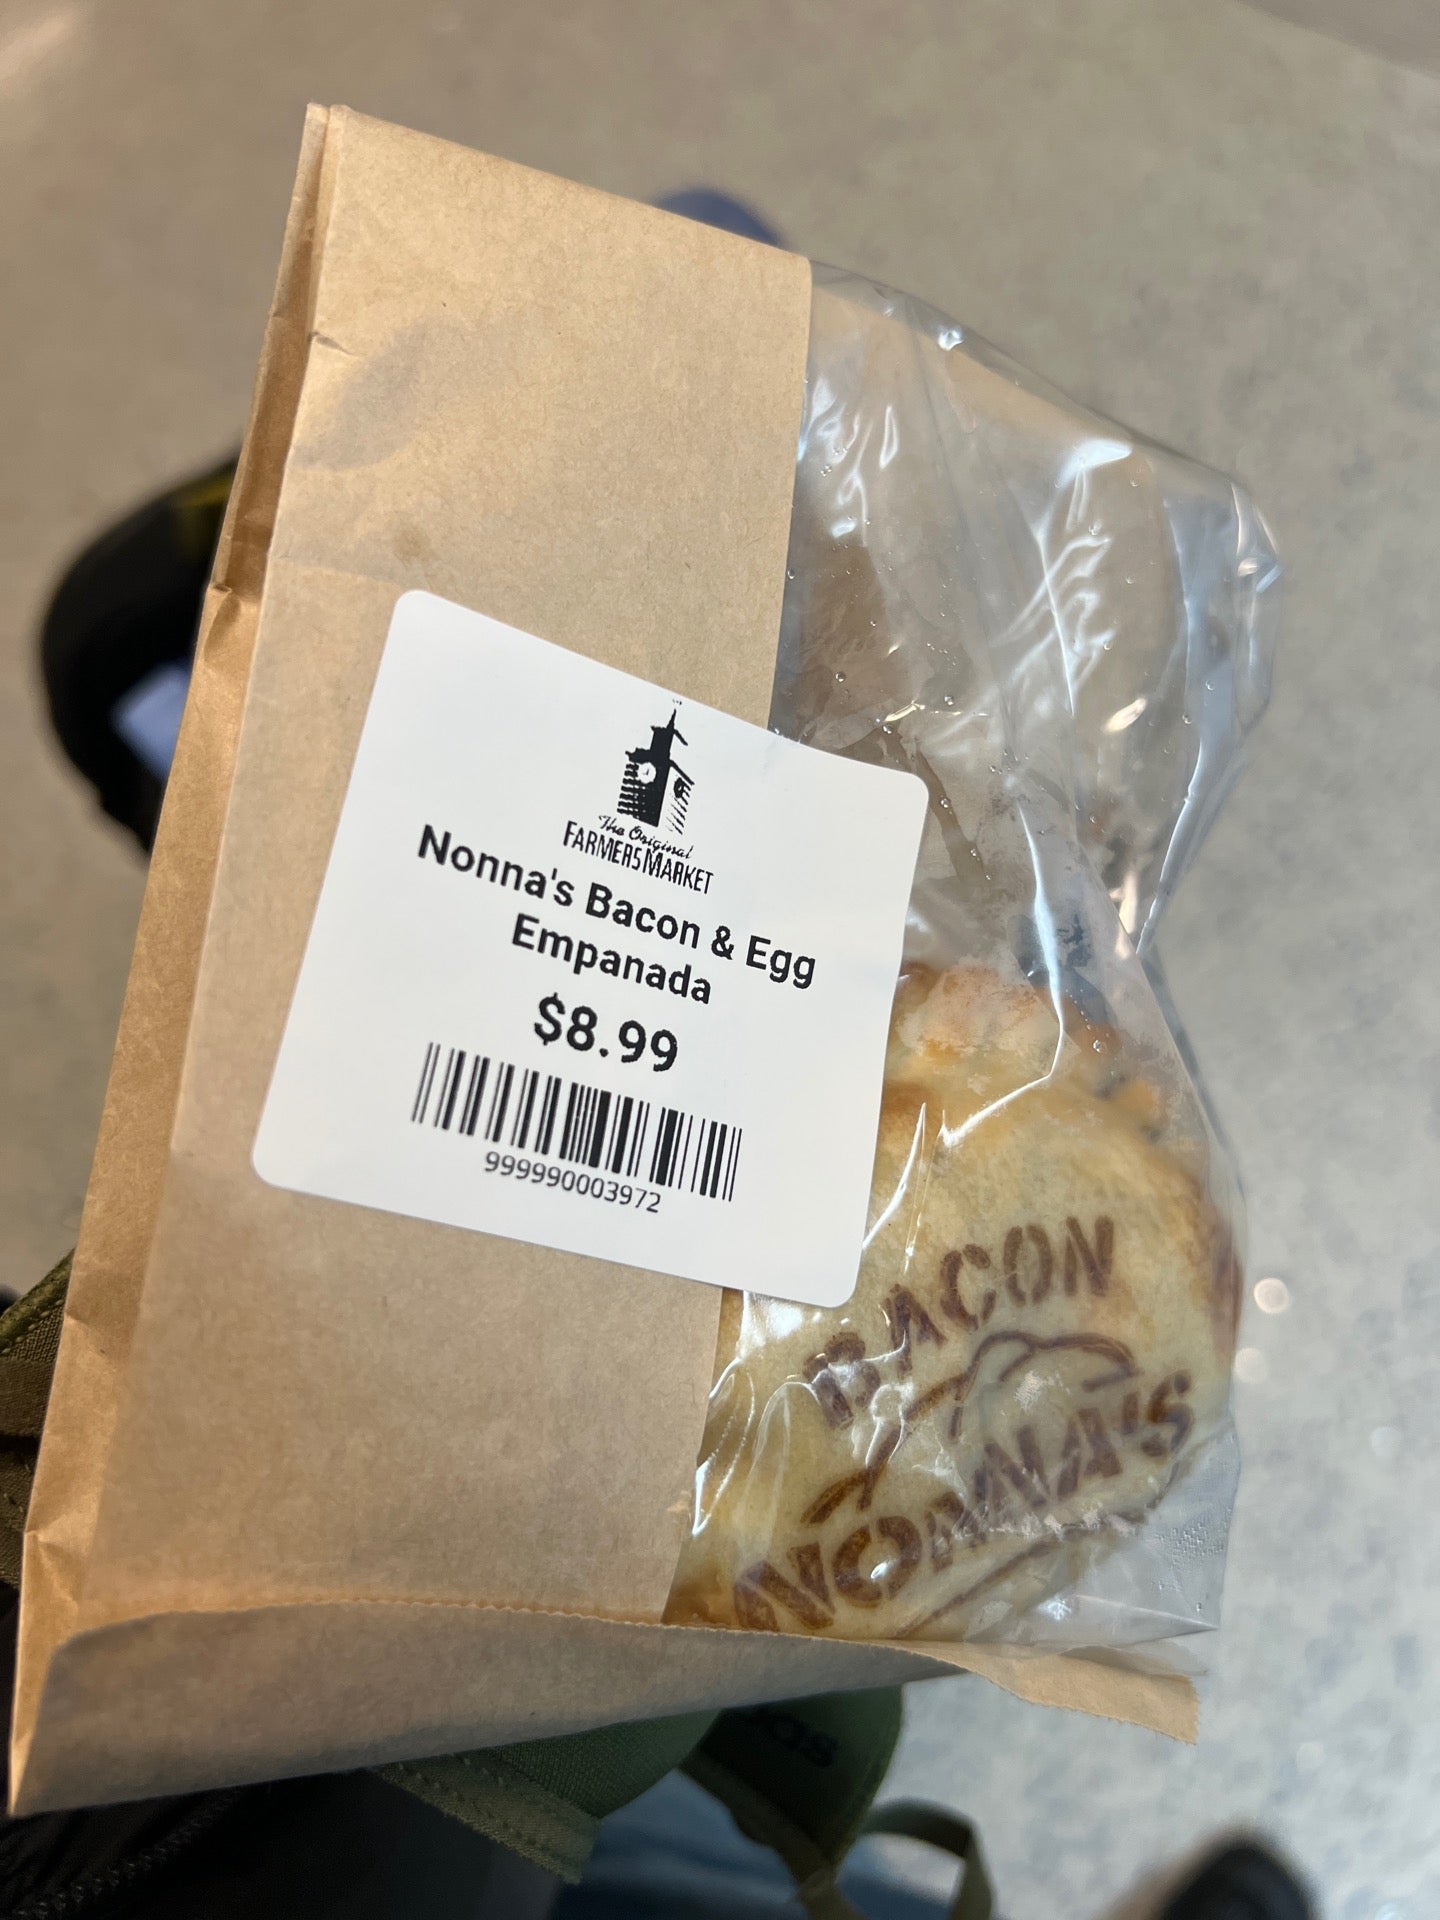 The Original
FARMERS MARKET
Nonna's Bacon & Egg
Empanada
$8.99
999990003972
BACON
NONNA'S